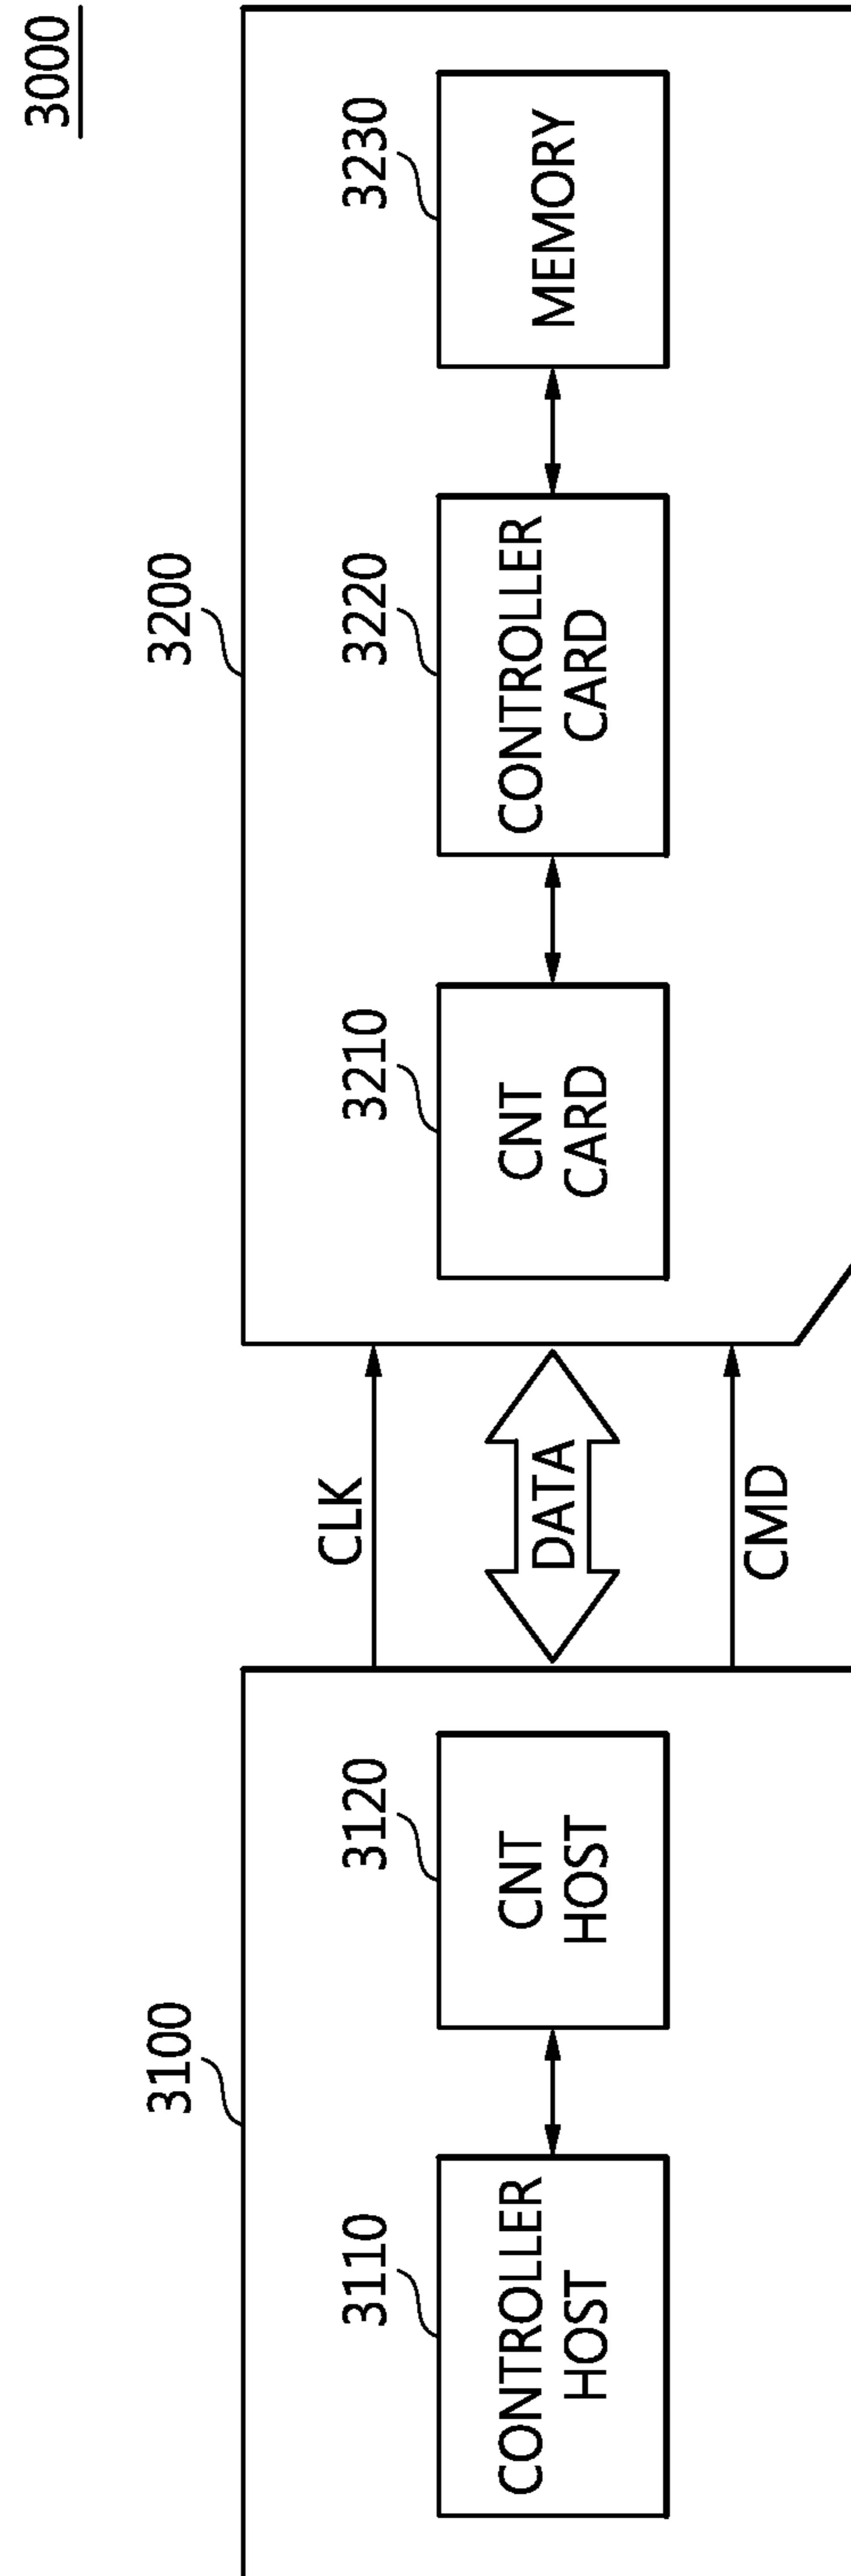 3000
3100
3200
3110
CONTROLLER
HOST
3120
CNT
HOST
CLK
DATA
CMD
3210
CNT
CARD
3220
CONTROLLER
CARD
3230
MEMORY